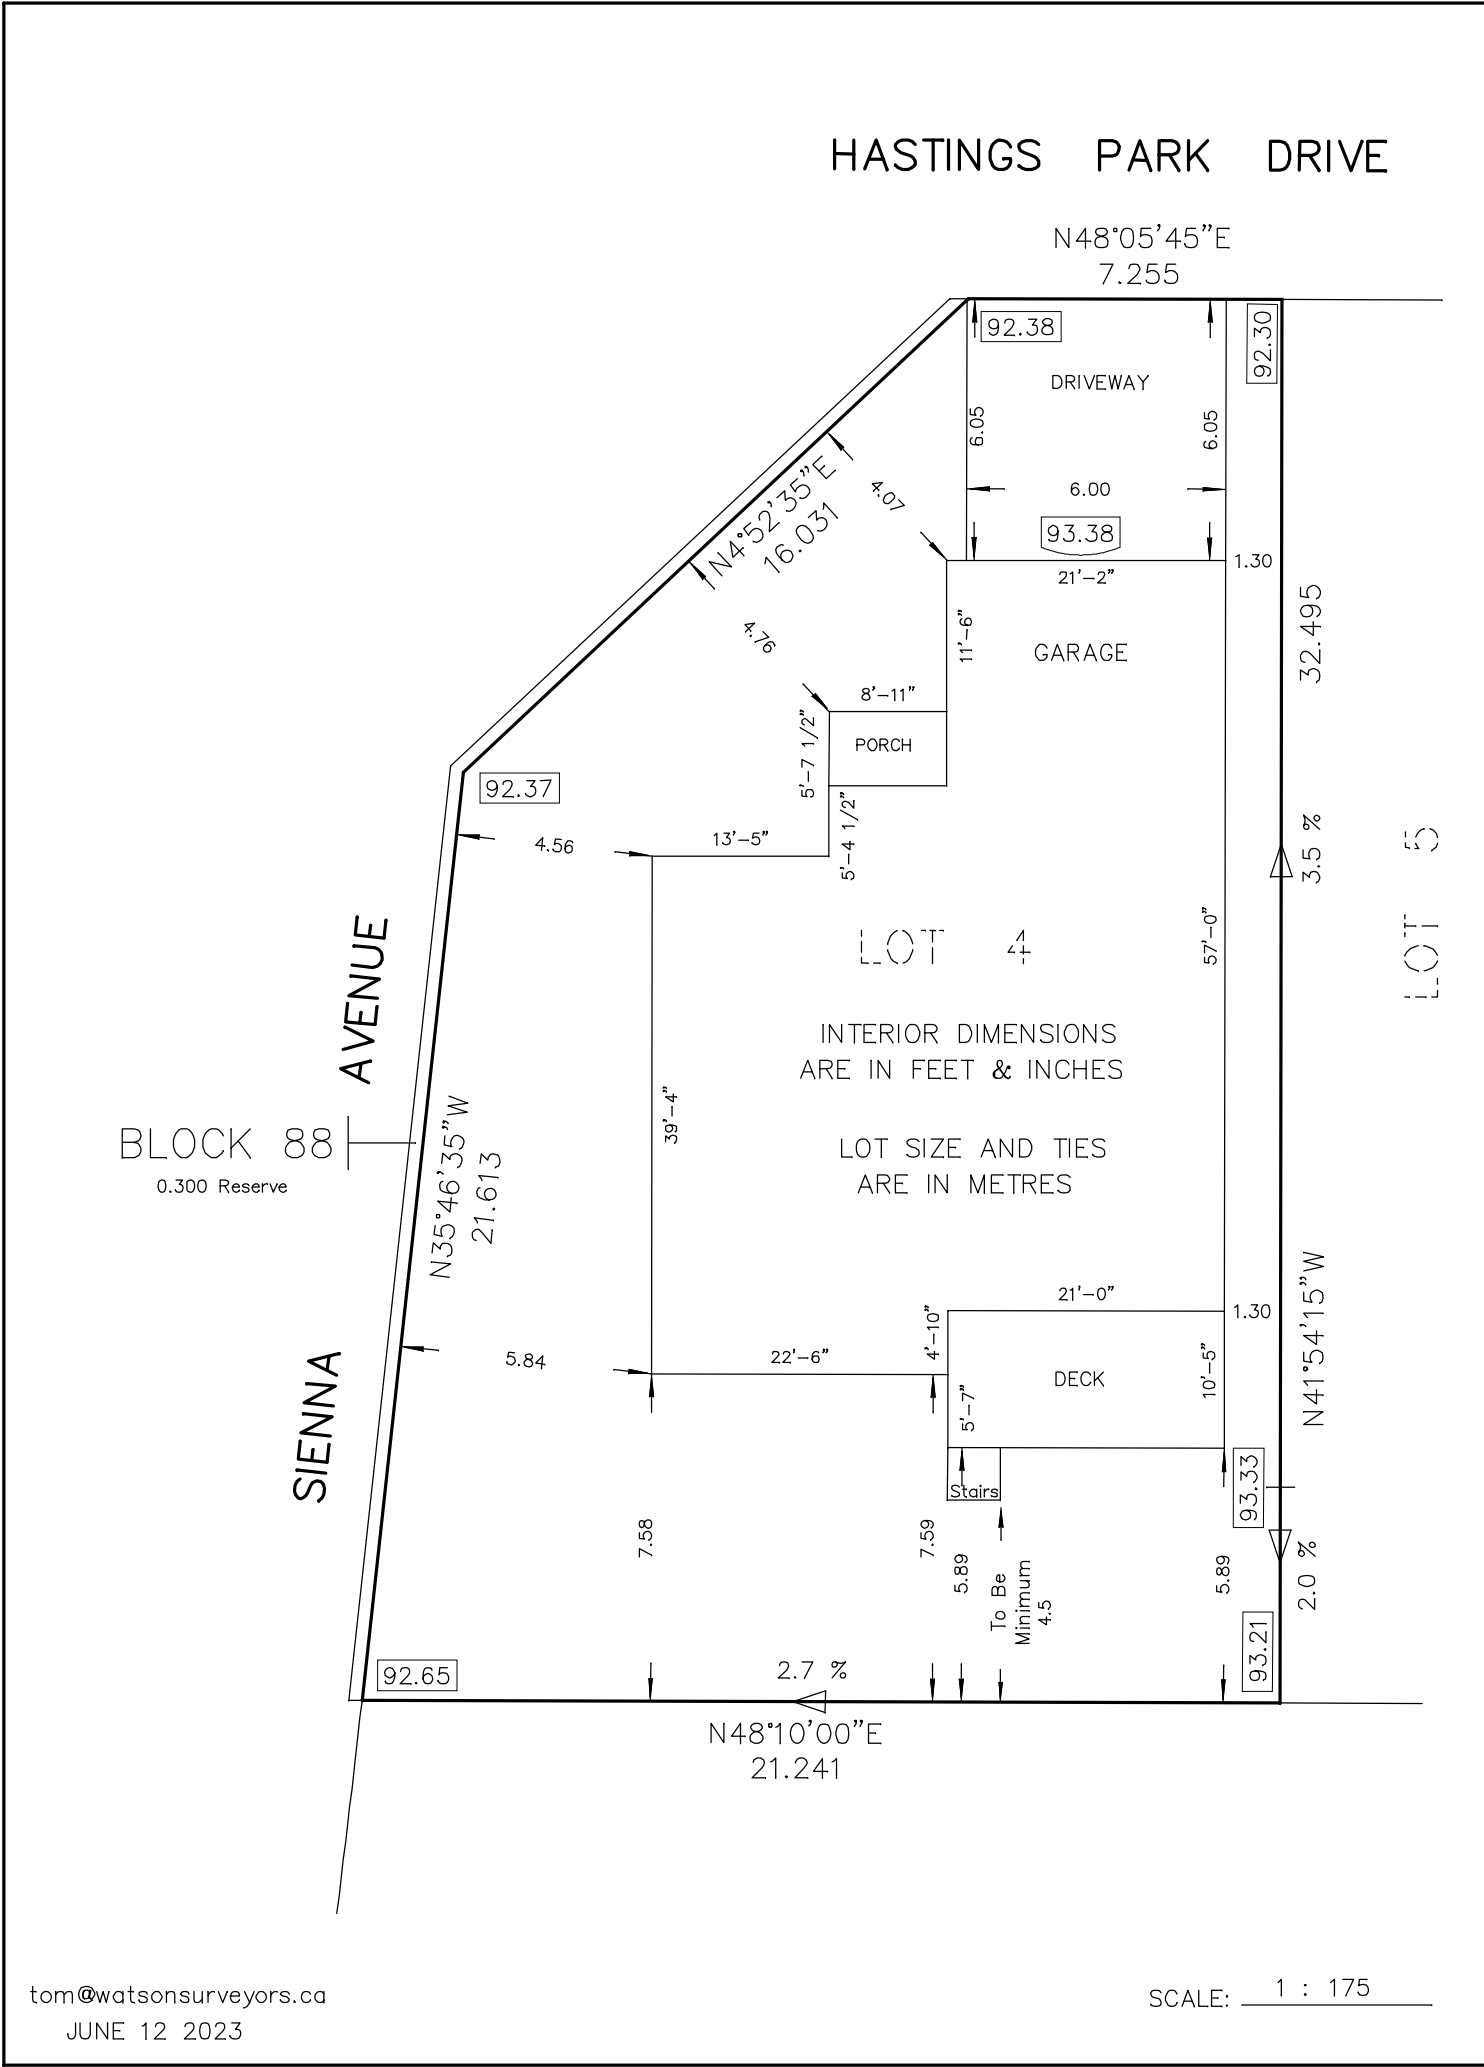 HASTINGS PARK DRIVE
N48°05'45"E
7.255
92.38
92.30
DRIVEWAY
6.05
6.05
6.00
93.38
N4°52'35"E
16.031
4.07
21'-2"
1.30
11'-6"
GARAGE
32.495
4.76
8'-11"
PORCH
5'-7 1/2"
92.37
5'-4 1/2"
13'-5"
4.56
3.5 %
LOT 5
LOT 4
57'-0"
INTERIOR DIMENSIONS
ARE IN FEET & INCHES
LOT SIZE AND TIES
ARE IN METRES
39'-4"
SIENNA AVENUE
BLOCK 88
0.300 Reserve
N35°46'35"W
21.613
N41°54'15"W
21'-0"
1.30
4'-10"
5.84
22'-6"
DECK
10'-5"
5'-7"
Stairs
93.33
7.58
7.59
5.89
To Be
Minimum
4.5
5.89
2.0 %
93.21
92.65
2.7 %
N48°10'00"E
21.241
tom@watsonsurveyors.ca
JUNE 12 2023
SCALE: 1 : 175